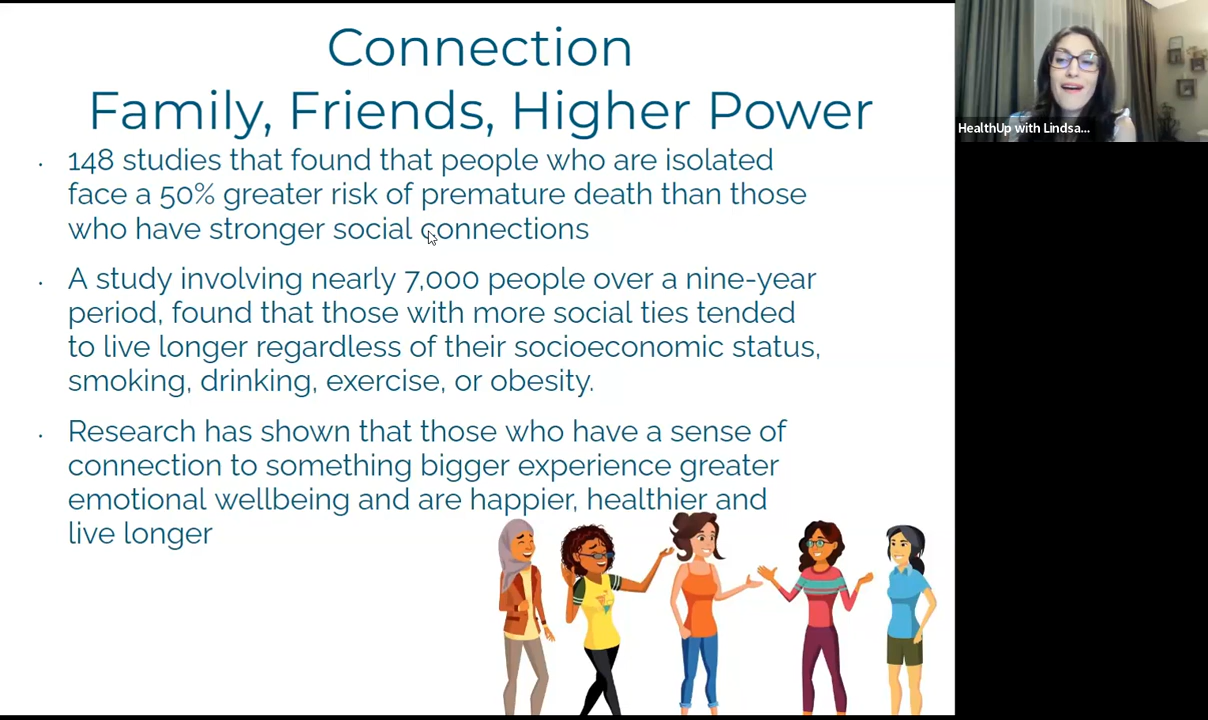 Connection
Family, Friends, Higher Power
· 148 studies that found that people who are isolated
face a 50% greater risk of premature death than those
who have stronger social connections
· A study involving nearly 7,000 people over a nine-year
period, found that those with more social ties tended
to live longer regardless of their socioeconomic status,
smoking, drinking, exercise, or obesity.
· Research has shown that those who have a sense of
connection to something bigger experience greater
emotional wellbeing and are happier, healthier and
live longer
HealthUp with Lindsa...